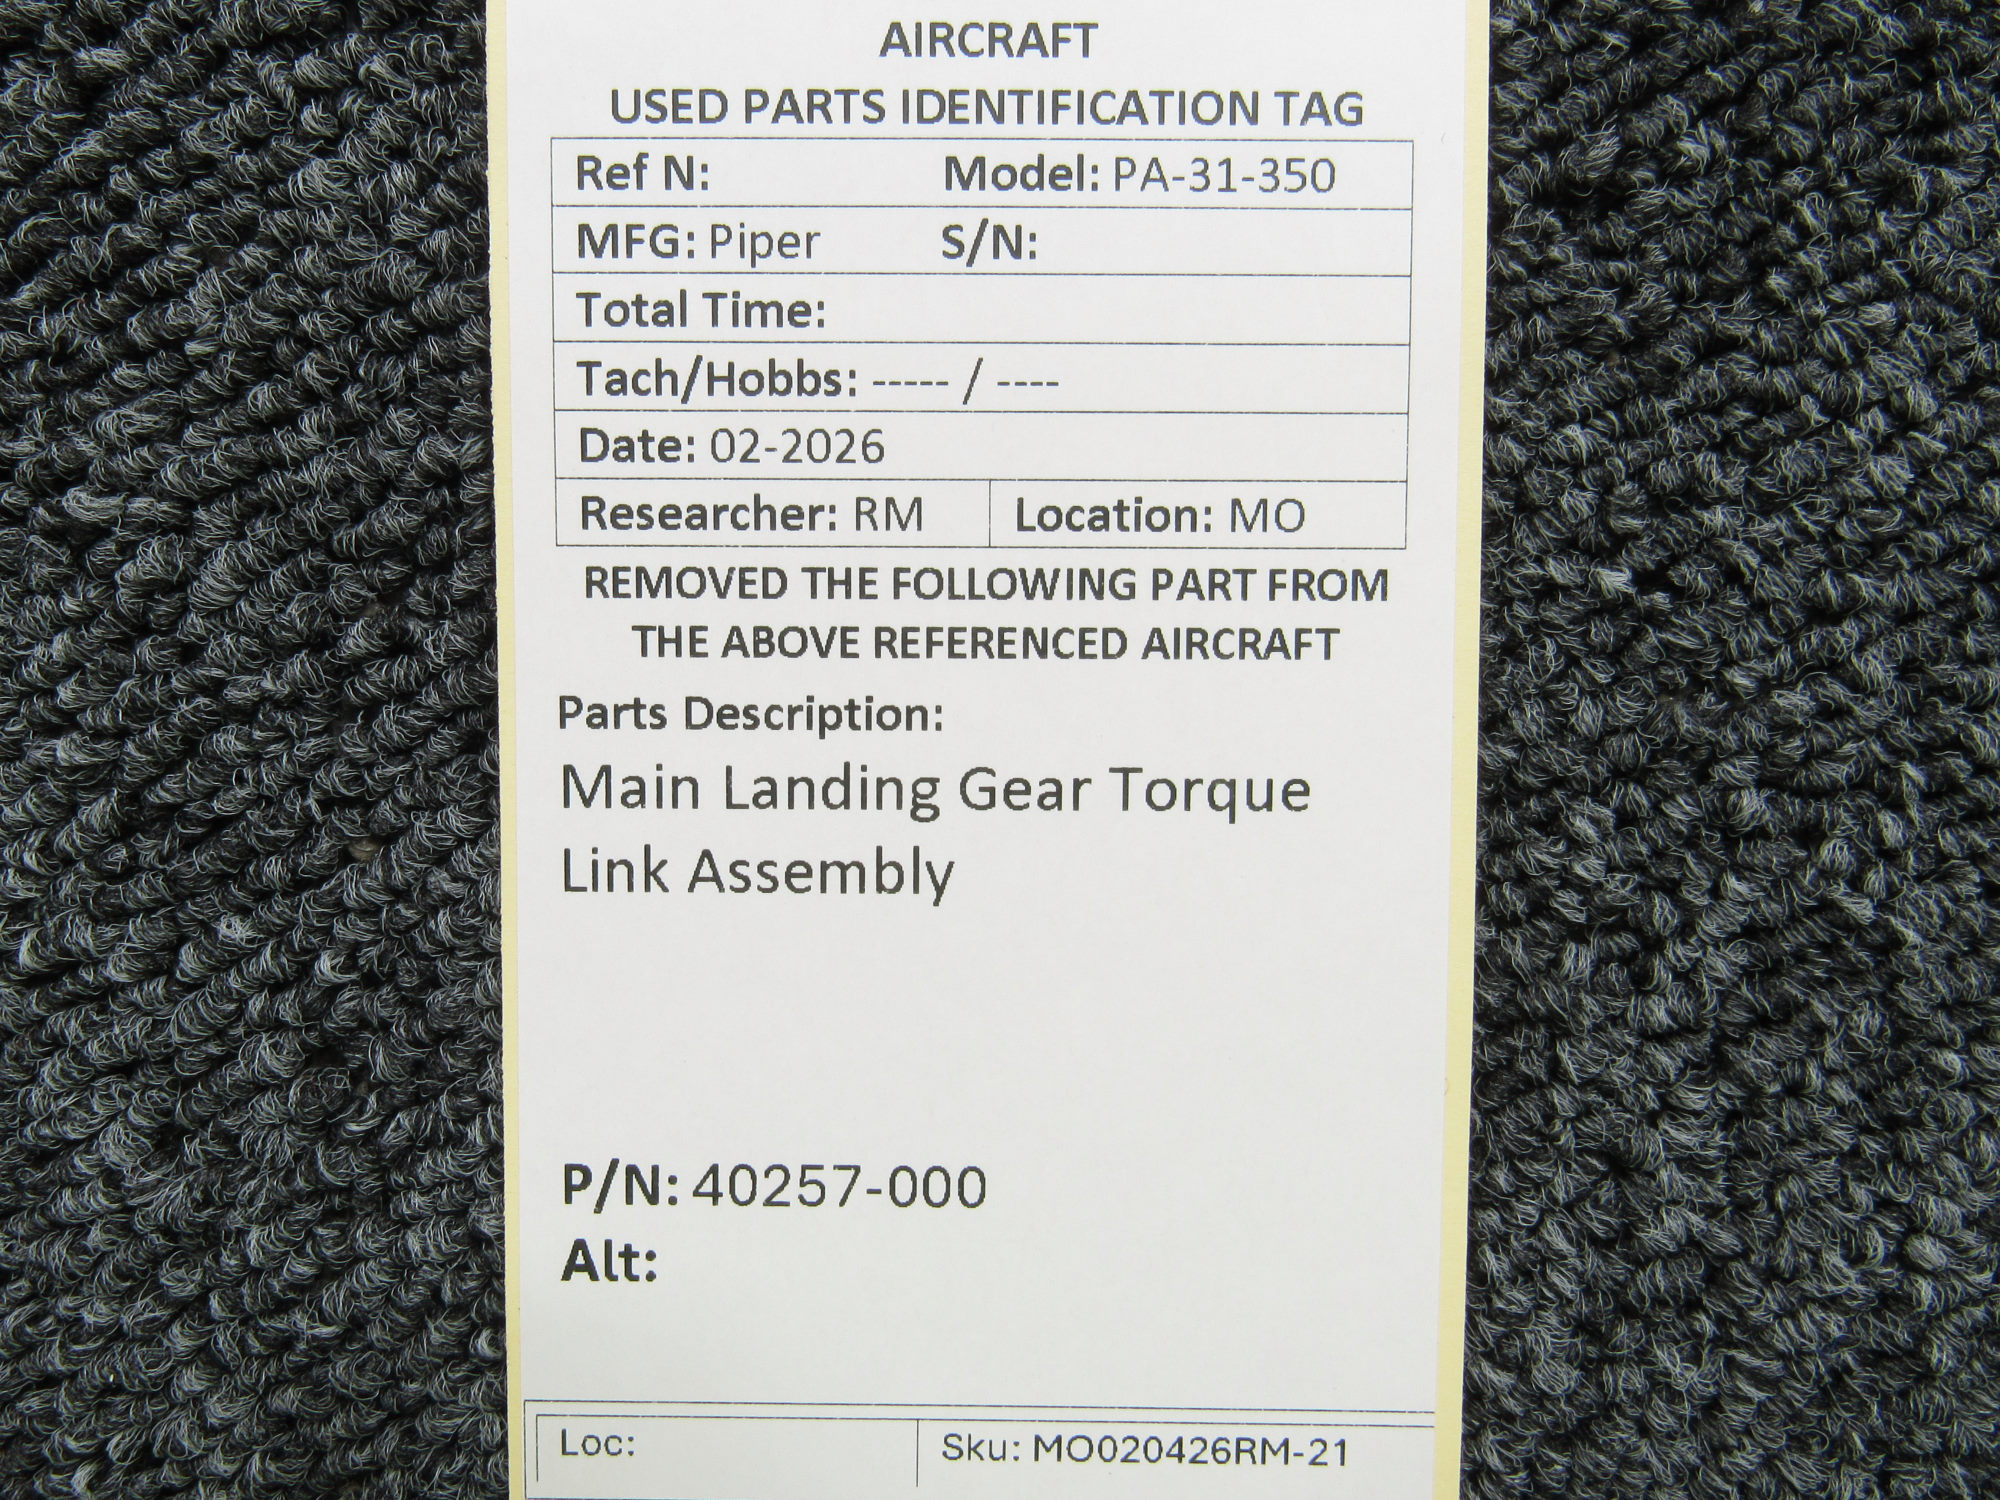 AIRCRAFT
USED PARTS IDENTIFICATION TAG
Ref N: Model: PA-31-350
MFG: Piper S/N:
Total Time:
Tach/Hobbs: ----- / ----
Date: 02-2026
Researcher: RM Location: MO
REMOVED THE FOLLOWING PART FROM
THE ABOVE REFERENCED AIRCRAFT
Parts Description:
Main Landing Gear Torque
Link Assembly
P/N: 40257-000
Alt:
Loc: Sku: MO020426RM-21